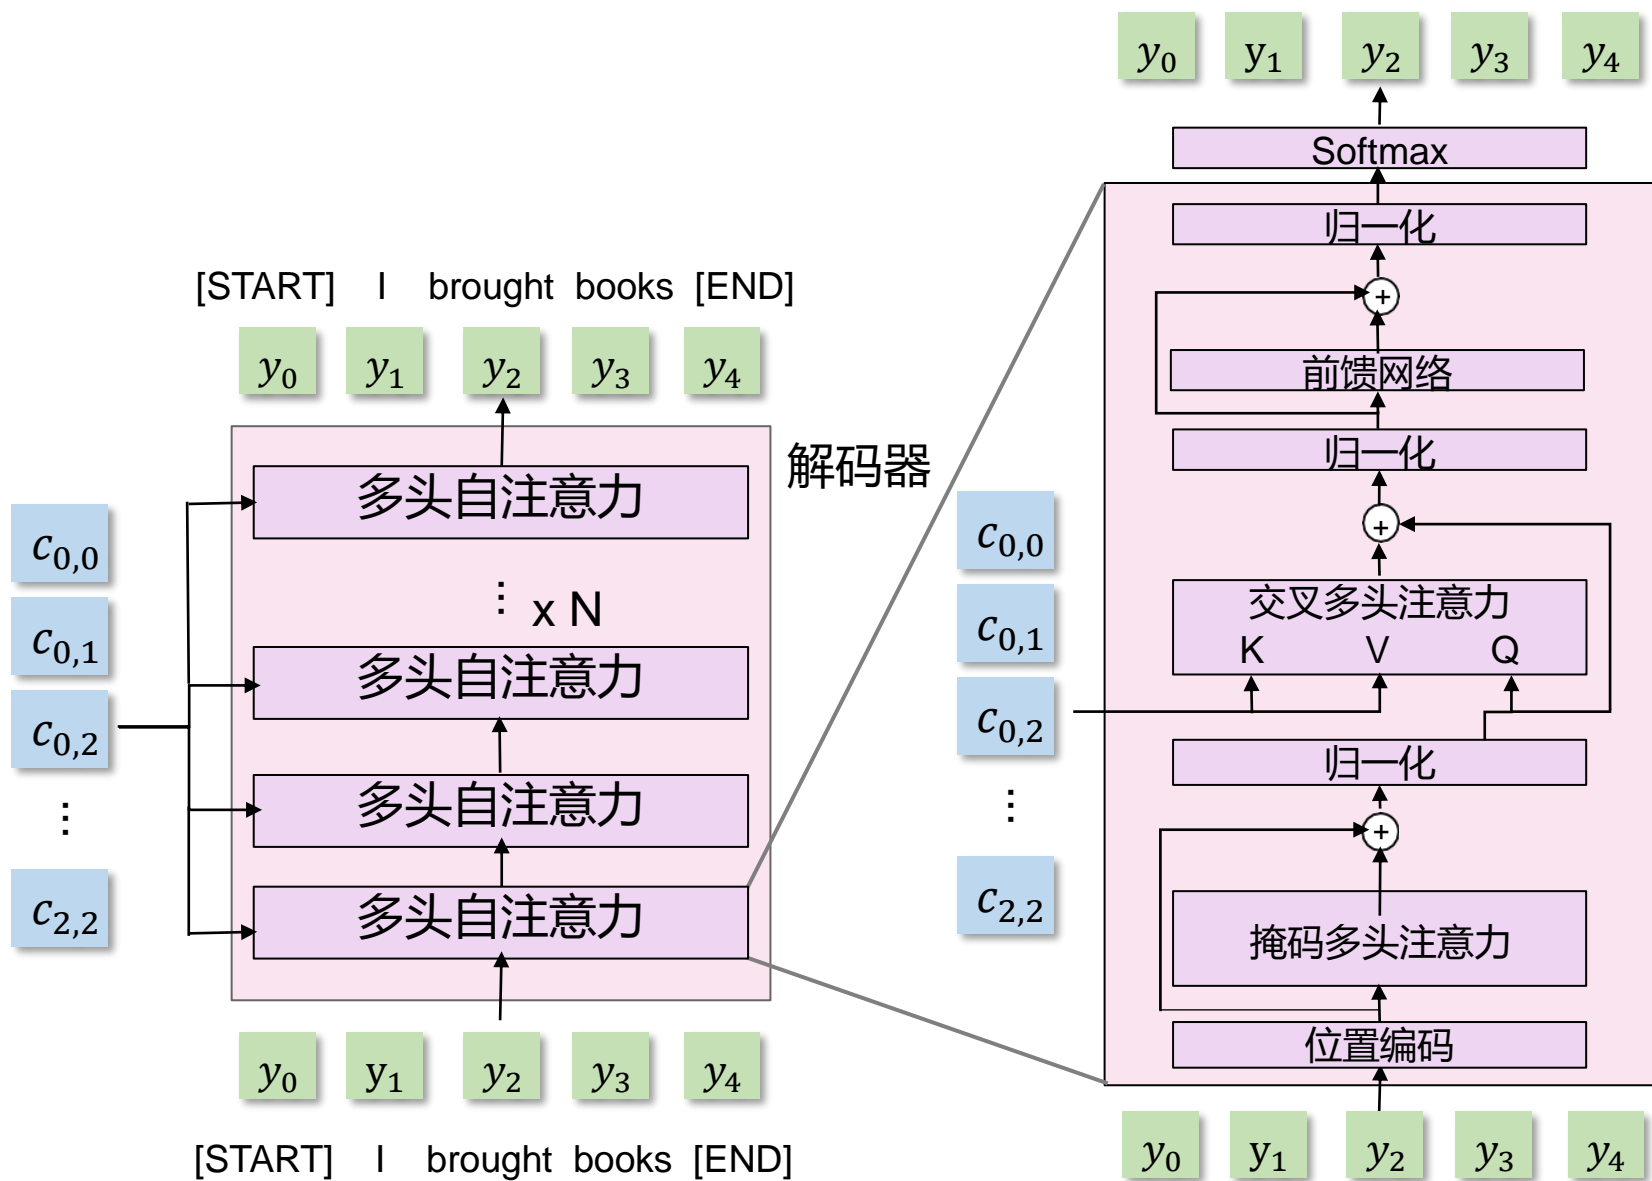 [START] I brought books [END]
y0 y1 y2 y3 y4
解码器
多头自注意力
⋮ x N
多头自注意力
多头自注意力
多头自注意力
c0,0
c0,1
c0,2
⋮
c2,2
y0 y1 y2 y3 y4
[START] I brought books [END]
y0 y1 y2 y3 y4
Softmax
归一化
+
前馈网络
归一化
+
交叉多头注意力
K V Q
归一化
+
掩码多头注意力
位置编码
c0,0
c0,1
c0,2
⋮
c2,2
y0 y1 y2 y3 y4